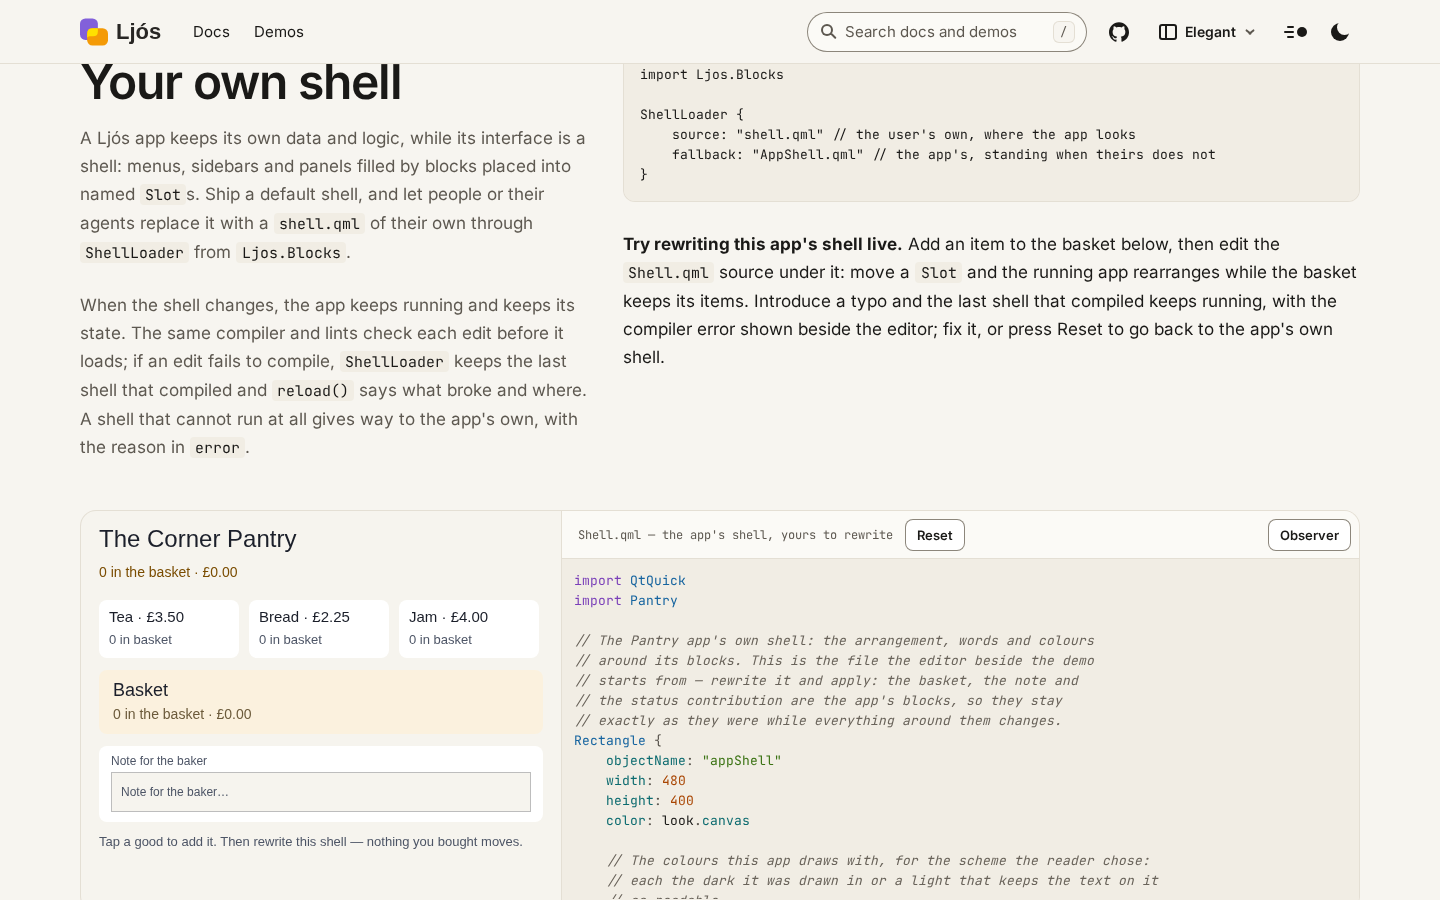 Ljós
Docs
Demos
Search docs and demos
/
Elegant
Your own shell
A Ljós app keeps its own data and logic, while its interface is a
shell: menus, sidebars and panels filled by blocks placed into
named Slots. Ship a default shell, and let people or their
agents replace it with a shell.qml of their own through
ShellLoader from Ljos.Blocks.
When the shell changes, the app keeps running and keeps its
state. The same compiler and lints check each edit before it
loads; if an edit fails to compile, ShellLoader keeps the last
shell that compiled and reload() says what broke and where.
A shell that cannot run at all gives way to the app's own, with
the reason in error.
import Ljos.Blocks
ShellLoader {
source: "shell.qml" // the user's own, where the app looks
fallback: "AppShell.qml" // the app's, standing when theirs does not
}
Try rewriting this app's shell live. Add an item to the basket below, then edit the
Shell.qml source under it: move a Slot and the running app rearranges while the basket
keeps its items. Introduce a typo and the last shell that compiled keeps running, with the
compiler error shown beside the editor; fix it, or press Reset to go back to the app's own
shell.
The Corner Pantry
0 in the basket · £0.00
Tea · £3.50
0 in basket
Bread · £2.25
0 in basket
Jam · £4.00
0 in basket
Basket
0 in the basket · £0.00
Note for the baker
Note for the baker…
Tap a good to add it. Then rewrite this shell — nothing you bought moves.
Shell.qml — the app's shell, yours to rewrite
Reset
Observer
import QtQuick
import Pantry
// The Pantry app's own shell: the arrangement, words and colours
// around its blocks. This is the file the editor beside the demo
// starts from — rewrite it and apply: the basket, the note and
// the status contribution are the app's blocks, so they stay
// exactly as they were while everything around them changes.
Rectangle {
objectName: "appShell"
width: 480
height: 400
color: look.canvas
// The colours this app draws with, for the scheme the reader chose:
// each the dark it was drawn in or a light that keeps the text on it